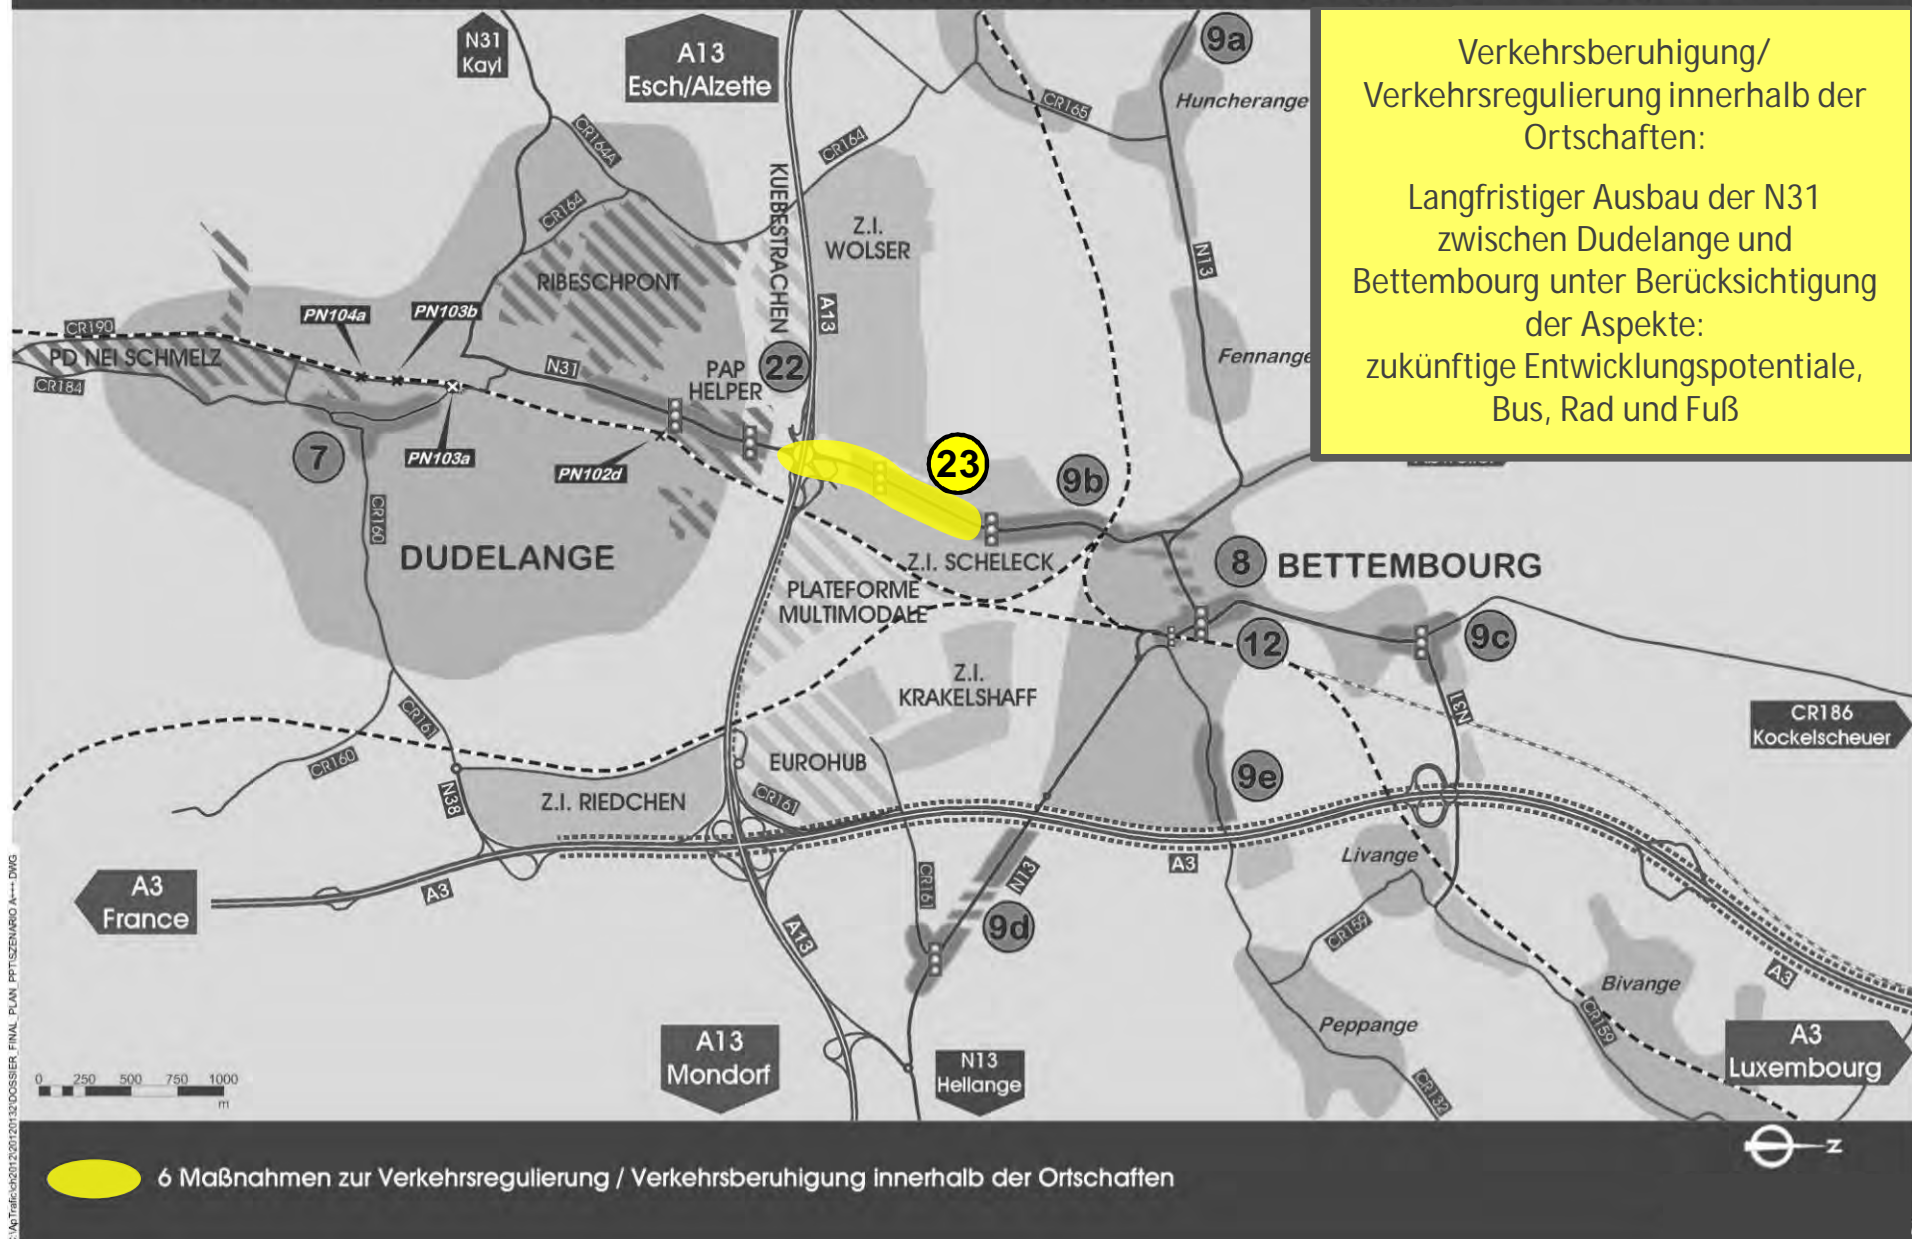 N31
Kayl
A13
Esch/Alzette
9a
Huncherange
CR165
CR164A
CR164
CR164
KUEBESTRACHEN
Z.I.
WOLSER
N13
Verkehrsberuhigung/
Verkehrsregulierung innerhalb der
Ortschaften:
Langfristiger Ausbau der N31
zwischen Dudelange und
Bettembourg unter Berücksichtigung
der Aspekte:
zukünftige Entwicklungspotentiale,
Bus, Rad und Fuß
RIBESCHPONT
A13
PN104a
PN103b
CR190
PD NEI SCHMELZ
CR184
N31
PAP
HELPER
22
Fennange
7
PN103a
PN102d
23
9b
CR160
DUDELANGE
Z.I. SCHELECK
8
BETTEMBOURG
PLATEFORME
MULTIMODALE
12
9c
Z.I.
KRAKELSHAFF
N13
CR186
Kockelscheuer
CR161
CR160
EUROHUB
9e
N38
Z.I. RIEDCHEN
CR161
A3
France
A3
A3
Livange
N13
CR161
9d
CR159
A13
A3
Bivange
Peppange
CR159
A13
Mondorf
N13
Hellange
A3
Luxembourg
CR132
0 250 500 750 1000
m
Z
6 Maßnahmen zur Verkehrsregulierung / Verkehrsberuhigung innerhalb der Ortschaften